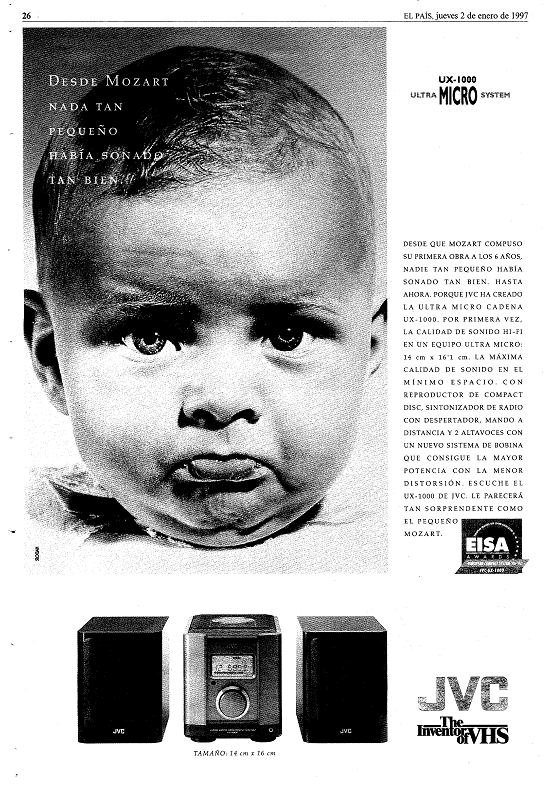 26
EL PAÍS, jueves 2 de enero de 1997
DESDE MOZART
NADA TAN
PEQUEÑO
HABÍA SONADO
TAN BIEN.
UX-1000
ULTRA MICRO SYSTEM
DESDE QUE MOZART COMPUSO
SU PRIMERA OBRA A LOS 6 AÑOS,
NADIE TAN PEQUEÑO HABÍA
SONADO TAN BIEN. HASTA
AHORA. PORQUE JVC HA CREADO
LA ULTRA MICRO CADENA
UX-1000. POR PRIMERA VEZ,
LA CALIDAD DE SONIDO HI-FI
EN UN EQUIPO ULTRA MICRO:
14 cm x 16'1 cm. LA MÁXIMA
CALIDAD DE SONIDO EN EL
MÍNIMO ESPACIO. CON
REPRODUCTOR DE COMPACT
DISC, SINTONIZADOR DE RADIO
CON DESPERTADOR, MANDO A
DISTANCIA Y 2 ALTAVOCES CON
UN NUEVO SISTEMA DE BOBINA
QUE CONSIGUE LA MAYOR
POTENCIA CON LA MENOR
DISTORSIÓN. ESCUCHE EL
UX-1000 DE JVC. LE PARECERÁ
TAN SORPRENDENTE COMO
EL PEQUEÑO
MOZART.
EISA
AWARDS
JVC UX-1000
JVC
JVC
TAMAÑO: 14 cm x 16 cm
JVC
The
Inventor
of VHS